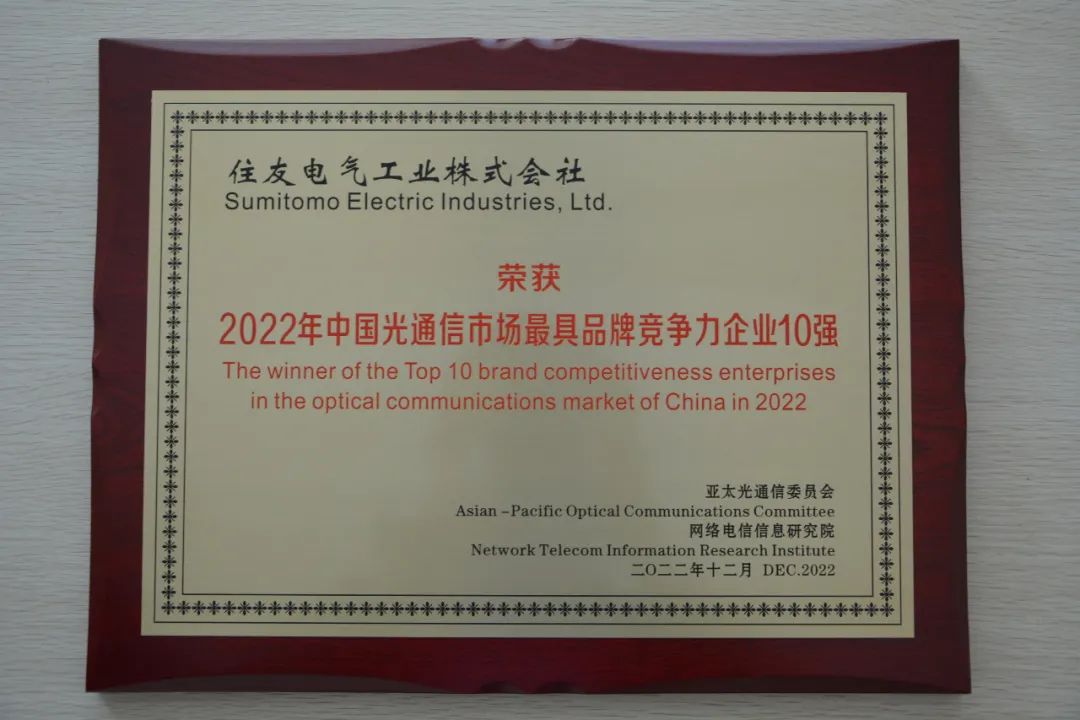 住友电气工业株式会社
Sumitomo Electric Industries, Ltd.
荣获
2022年中国光通信市场最具品牌竞争力企业10强
The winner of the Top 10 brand competitiveness enterprises
in the optical communications market of China in 2022
亚太光通信委员会
Asian-Pacific Optical Communications Committee
网络电信信息研究院
Network Telecom Information Research Institute
二〇二二年十二月 DEC.2022